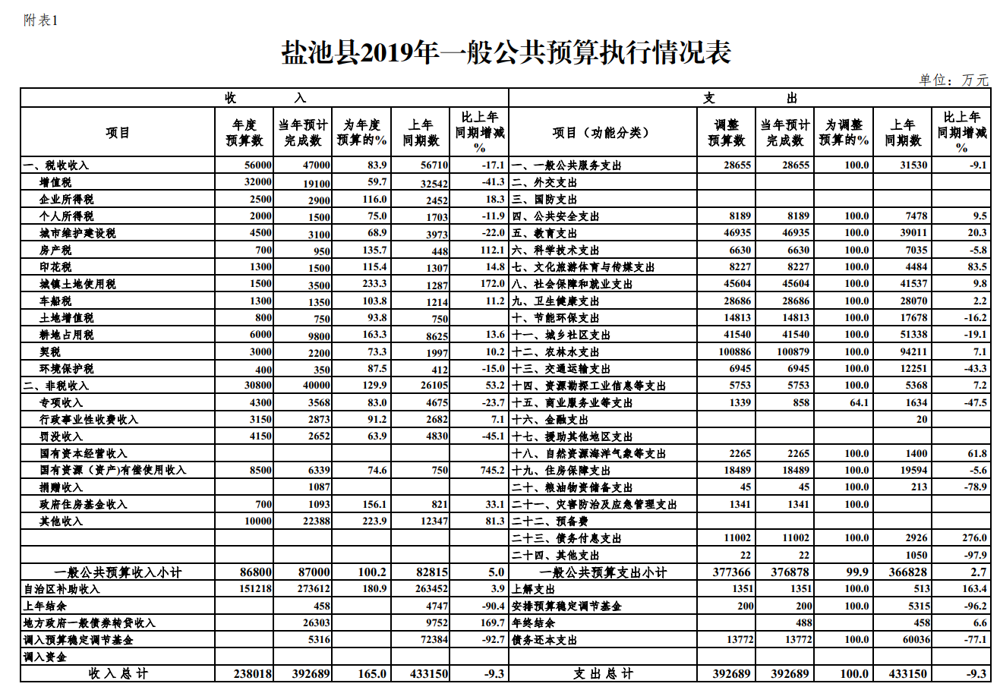 附表1
盐池县2019年一般公共预算执行情况表
单位：万元
收 入 支 出
项目 年度预算数 当年预计完成数 为年度预算的% 上年同期数 比上年同期增减% 项目（功能分类） 调整预算数 当年预计完成数 为调整预算的% 上年同期数 比上年同期增减%
一、税收收入 56000 47000 83.9 56710 -17.1 一、一般公共服务支出 28655 28655 100.0 31530 -9.1
增值税 32000 19100 59.7 32542 -41.3 二、外交支出
企业所得税 2500 2900 116.0 2452 18.3 三、国防支出
个人所得税 2000 1500 75.0 1703 -11.9 四、公共安全支出 8189 8189 100.0 7478 9.5
城市维护建设税 4500 3100 68.9 3973 -22.0 五、教育支出 46935 46935 100.0 39011 20.3
房产税 700 950 135.7 448 112.1 六、科学技术支出 6630 6630 100.0 7035 -5.8
印花税 1300 1500 115.4 1307 14.8 七、文化旅游体育与传媒支出 8227 8227 100.0 4484 83.5
城镇土地使用税 1500 3500 233.3 1287 172.0 八、社会保障和就业支出 45604 45604 100.0 41537 9.8
车船税 1300 1350 103.8 1214 11.2 九、卫生健康支出 28686 28686 100.0 28070 2.2
土地增值税 800 750 93.8 750 十、节能环保支出 14813 14813 100.0 17678 -16.2
耕地占用税 6000 9800 163.3 8625 13.6 十一、城乡社区支出 41540 41540 100.0 51338 -19.1
契税 3000 2200 73.3 1997 10.2 十二、农林水支出 100886 100879 100.0 94211 7.1
环境保护税 400 350 87.5 412 -15.0 十三、交通运输支出 6945 6945 100.0 12251 -43.3
二、非税收入 30800 40000 129.9 26105 53.2 十四、资源勘探工业信息等支出 5753 5753 100.0 5368 7.2
专项收入 4300 3568 83.0 4675 -23.7 十五、商业服务业等支出 1339 858 64.1 1634 -47.5
行政事业性收费收入 3150 2873 91.2 2682 7.1 十六、金融支出 20
罚没收入 4150 2652 63.9 4830 -45.1 十七、援助其他地区支出
国有资本经营收入 十八、自然资源海洋气象等支出 2265 2265 100.0 1400 61.8
国有资源（资产)有偿使用收入 8500 6339 74.6 750 745.2 十九、住房保障支出 18489 18489 100.0 19594 -5.6
捐赠收入 1087 二十、粮油物资储备支出 45 45 100.0 213 -78.9
政府住房基金收入 700 1093 156.1 821 33.1 二十一、灾害防治及应急管理支出 1341 1341 100.0
其他收入 10000 22388 223.9 12347 81.3 二十二、预备费
二十三、债务付息支出 11002 11002 100.0 2926 276.0
二十四、其他支出 22 22 1050 -97.9
一般公共预算收入小计 86800 87000 100.2 82815 5.0 一般公共预算支出小计 377366 376878 99.9 366828 2.7
自治区补助收入 151218 273612 180.9 263452 3.9 上解支出 1351 1351 100.0 513 163.4
上年结余 458 4747 -90.4 安排预算稳定调节基金 200 200 100.0 5315 -96.2
地方政府一般债券转贷收入 26303 9752 169.7 年终结余 488 458 6.6
调入预算稳定调节基金 5316 72384 -92.7 债务还本支出 13772 13772 100.0 60036 -77.1
调入资金
收 入 总 计 238018 392689 165.0 433150 -9.3 支 出 总 计 392689 392689 100.0 433150 -9.3